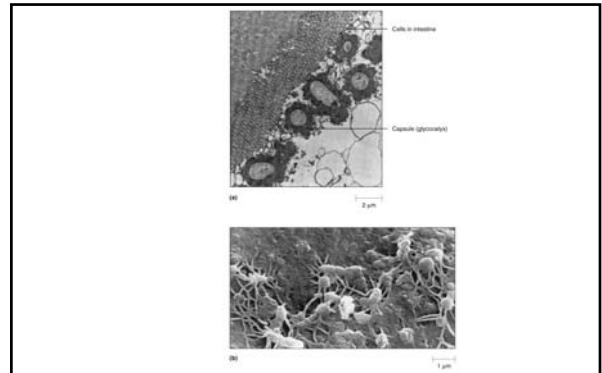 Cells in intestine
Capsule (glycocalyx)
(a)
2 µm
(b)
1 µm